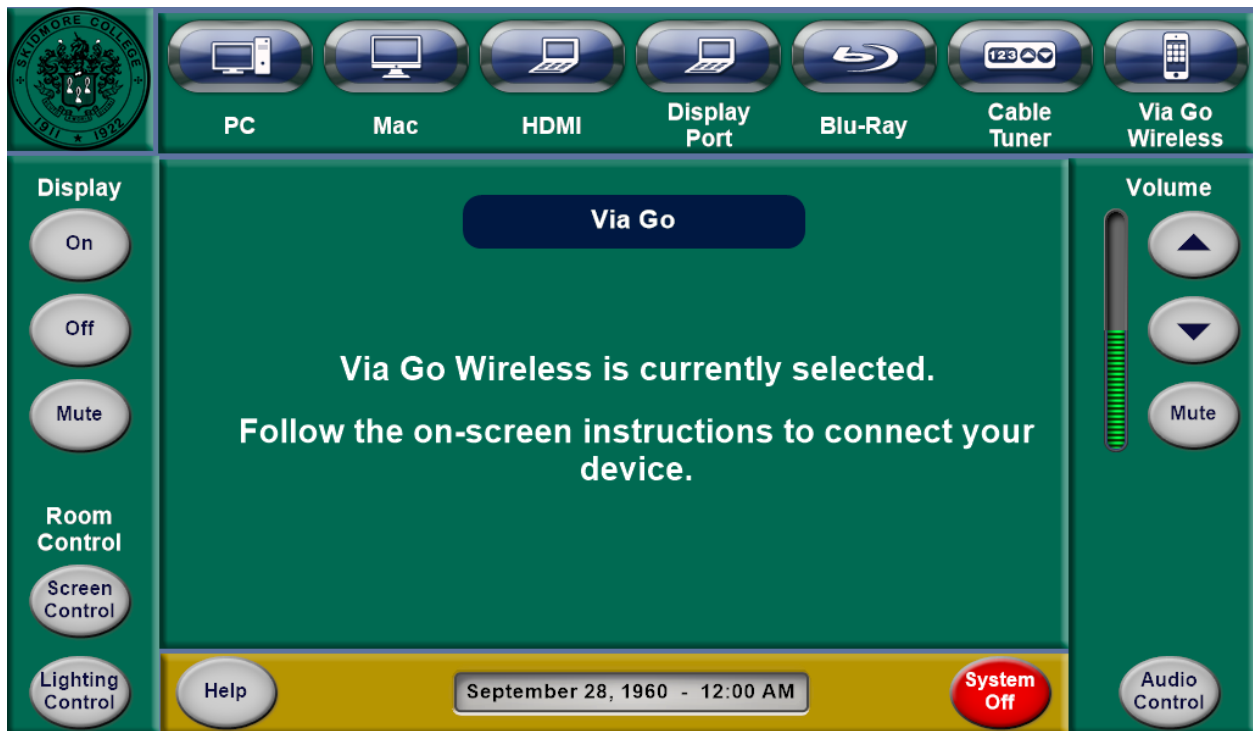 SKIDMORE COLLEGE
1911 ★ 1922
PC
Mac
HDMI
Display
Port
Blu-Ray
123
Cable
Tuner
Via Go
Wireless
Display
On
Off
Mute
Room
Control
Screen
Control
Lighting
Control
Via Go
Via Go Wireless is currently selected.
Follow the on-screen instructions to connect your
device.
Volume
Mute
Audio
Control
Help
September 28, 1960 - 12:00 AM
System
Off